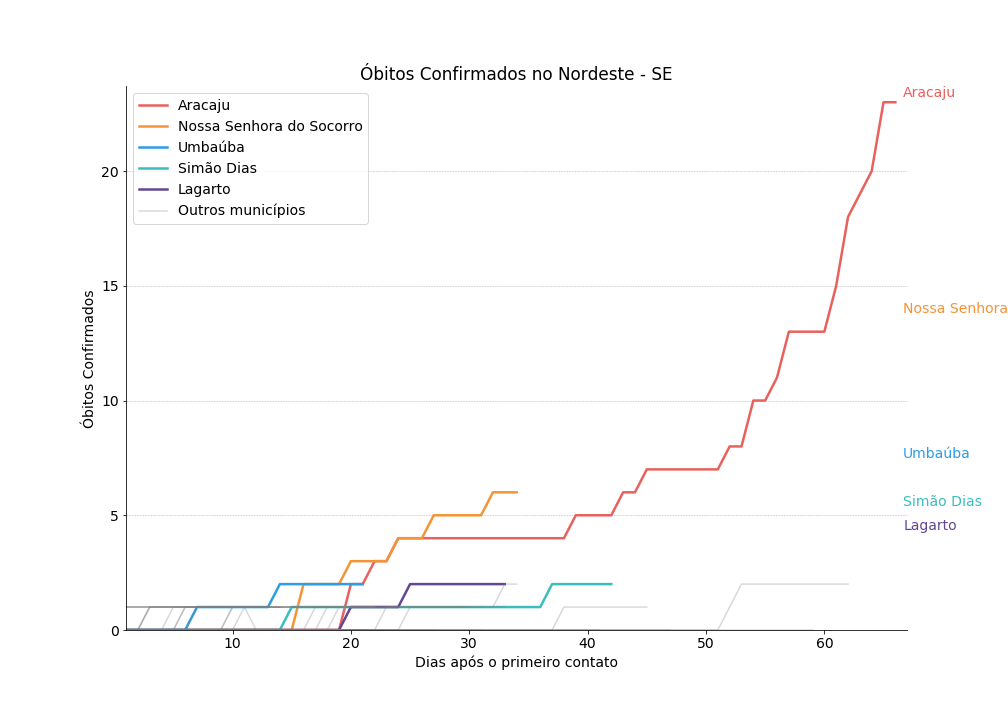 Óbitos Confirmados no Nordeste - SE
Aracaju
Nossa Senhora do Socorro
Umbaúba
Simão Dias
Lagarto
Outros municípios
Aracaju
Nossa Senhora
Umbaúba
Simão Dias
Lagarto
Óbitos Confirmados
20
15
10
5
0
10
20
30
40
50
60
Dias após o primeiro contato